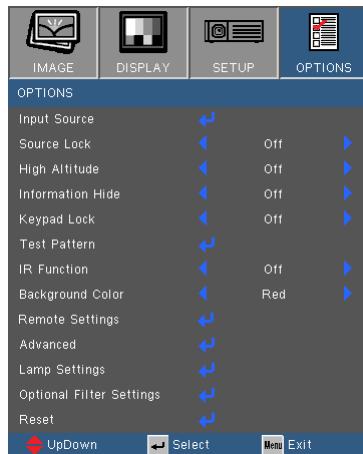 IMAGE DISPLAY SETUP OPTIONS
OPTIONS
Input Source
Source Lock Off
High Altitude Off
Information Hide Off
Keypad Lock Off
Test Pattern
IR Function Off
Background Color Red
Remote Settings
Advanced
Lamp Settings
Optional Filter Settings
Reset
UpDown Select Menu Exit